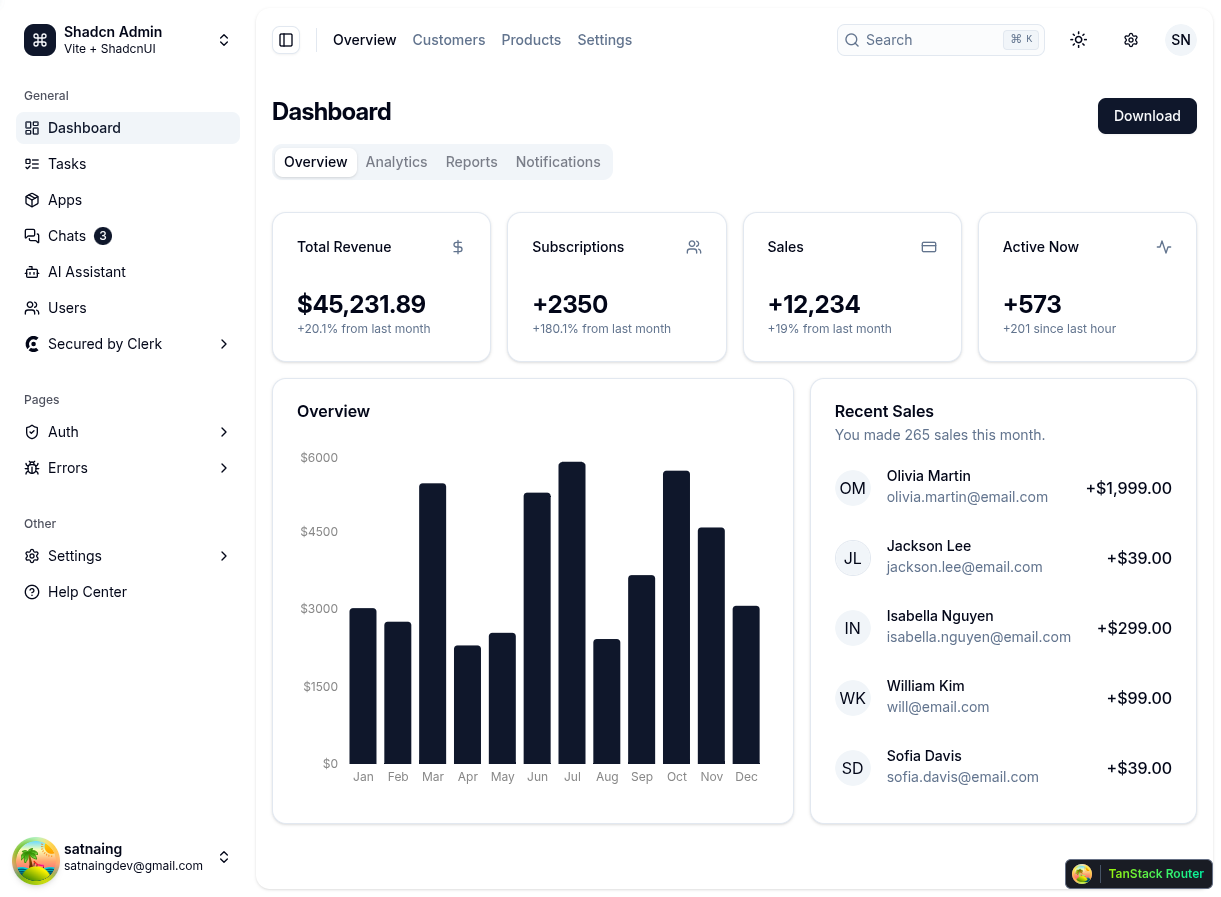 Shadcn Admin
Vite + ShadcnUI
General
Dashboard
Tasks
Apps
Chats 3
AI Assistant
Users
Secured by Clerk
Pages
Auth
Errors
Other
Settings
Help Center
satnaing
satnaingdev@gmail.com
Overview Customers Products Settings
Search ⌘ K
SN
Dashboard
Download
Overview Analytics Reports Notifications
Total Revenue
$45,231.89
+20.1% from last month
Subscriptions
+2350
+180.1% from last month
Sales
+12,234
+19% from last month
Active Now
+573
+201 since last hour
Overview
$6000
$4500
$3000
$1500
$0
Jan Feb Mar Apr May Jun Jul Aug Sep Oct Nov Dec
Recent Sales
You made 265 sales this month.
OM
Olivia Martin
olivia.martin@email.com
+$1,999.00
JL
Jackson Lee
jackson.lee@email.com
+$39.00
IN
Isabella Nguyen
isabella.nguyen@email.com
+$299.00
WK
William Kim
will@email.com
+$99.00
SD
Sofia Davis
sofia.davis@email.com
+$39.00
TanStack Router